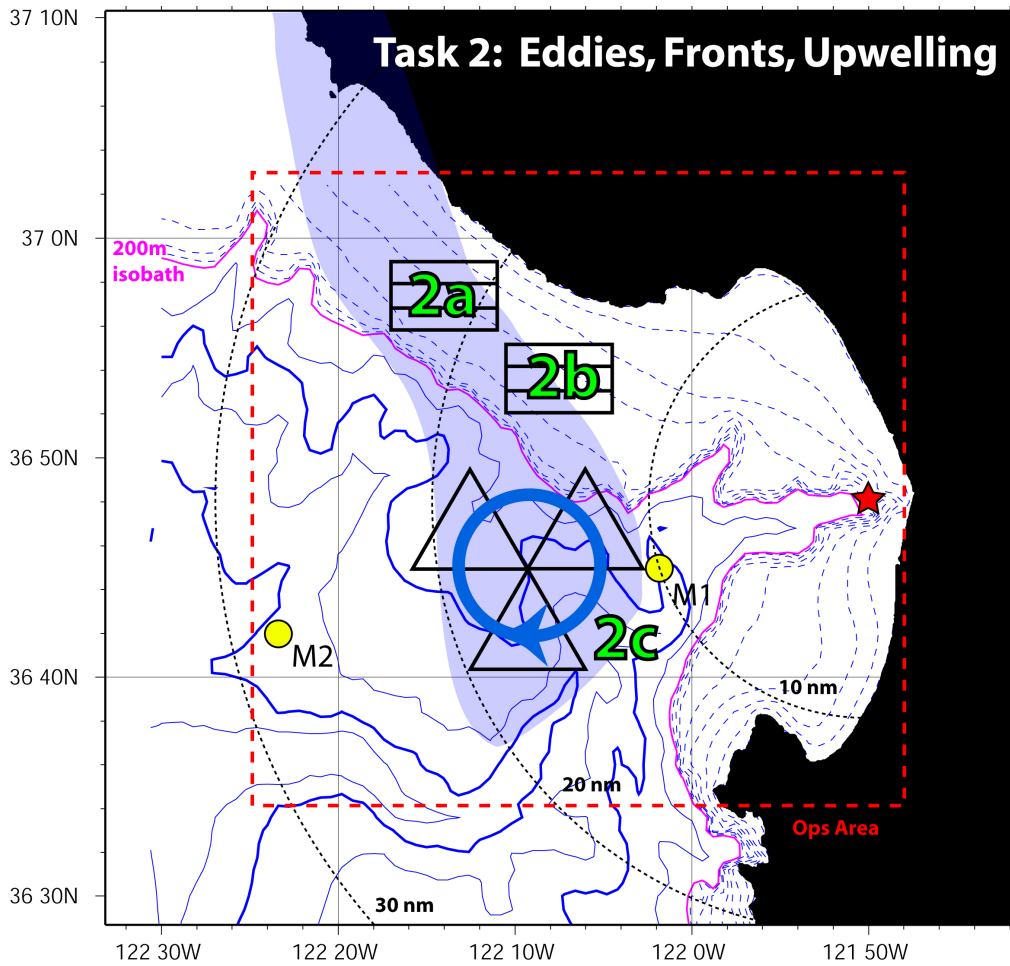 37 10N
Task 2: Eddies, Fronts, Upwelling
37 0N
200m
isobath
2a
2b
36 50N
M1
2c
M2
36 40N
10 nm
20 nm
Ops Area
36 30N
30 nm
122 30W
122 20W
122 10W
122 0W
121 50W